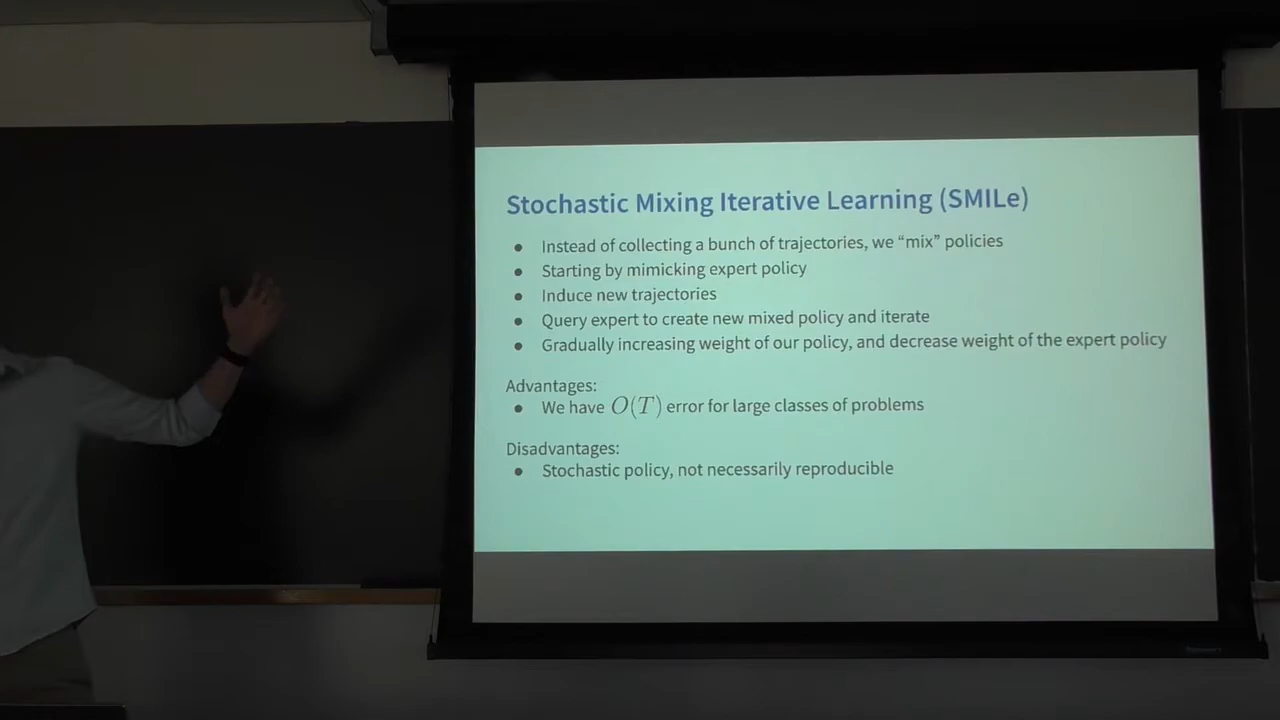 Stochastic Mixing Iterative Learning (SMILe)
● Instead of collecting a bunch of trajectories, we “mix” policies
● Starting by mimicking expert policy
● Induce new trajectories
● Query expert to create new mixed policy and iterate
● Gradually increasing weight of our policy, and decrease weight of the expert policy
Advantages:
● We have O(T) error for large classes of problems
Disadvantages:
● Stochastic policy, not necessarily reproducible